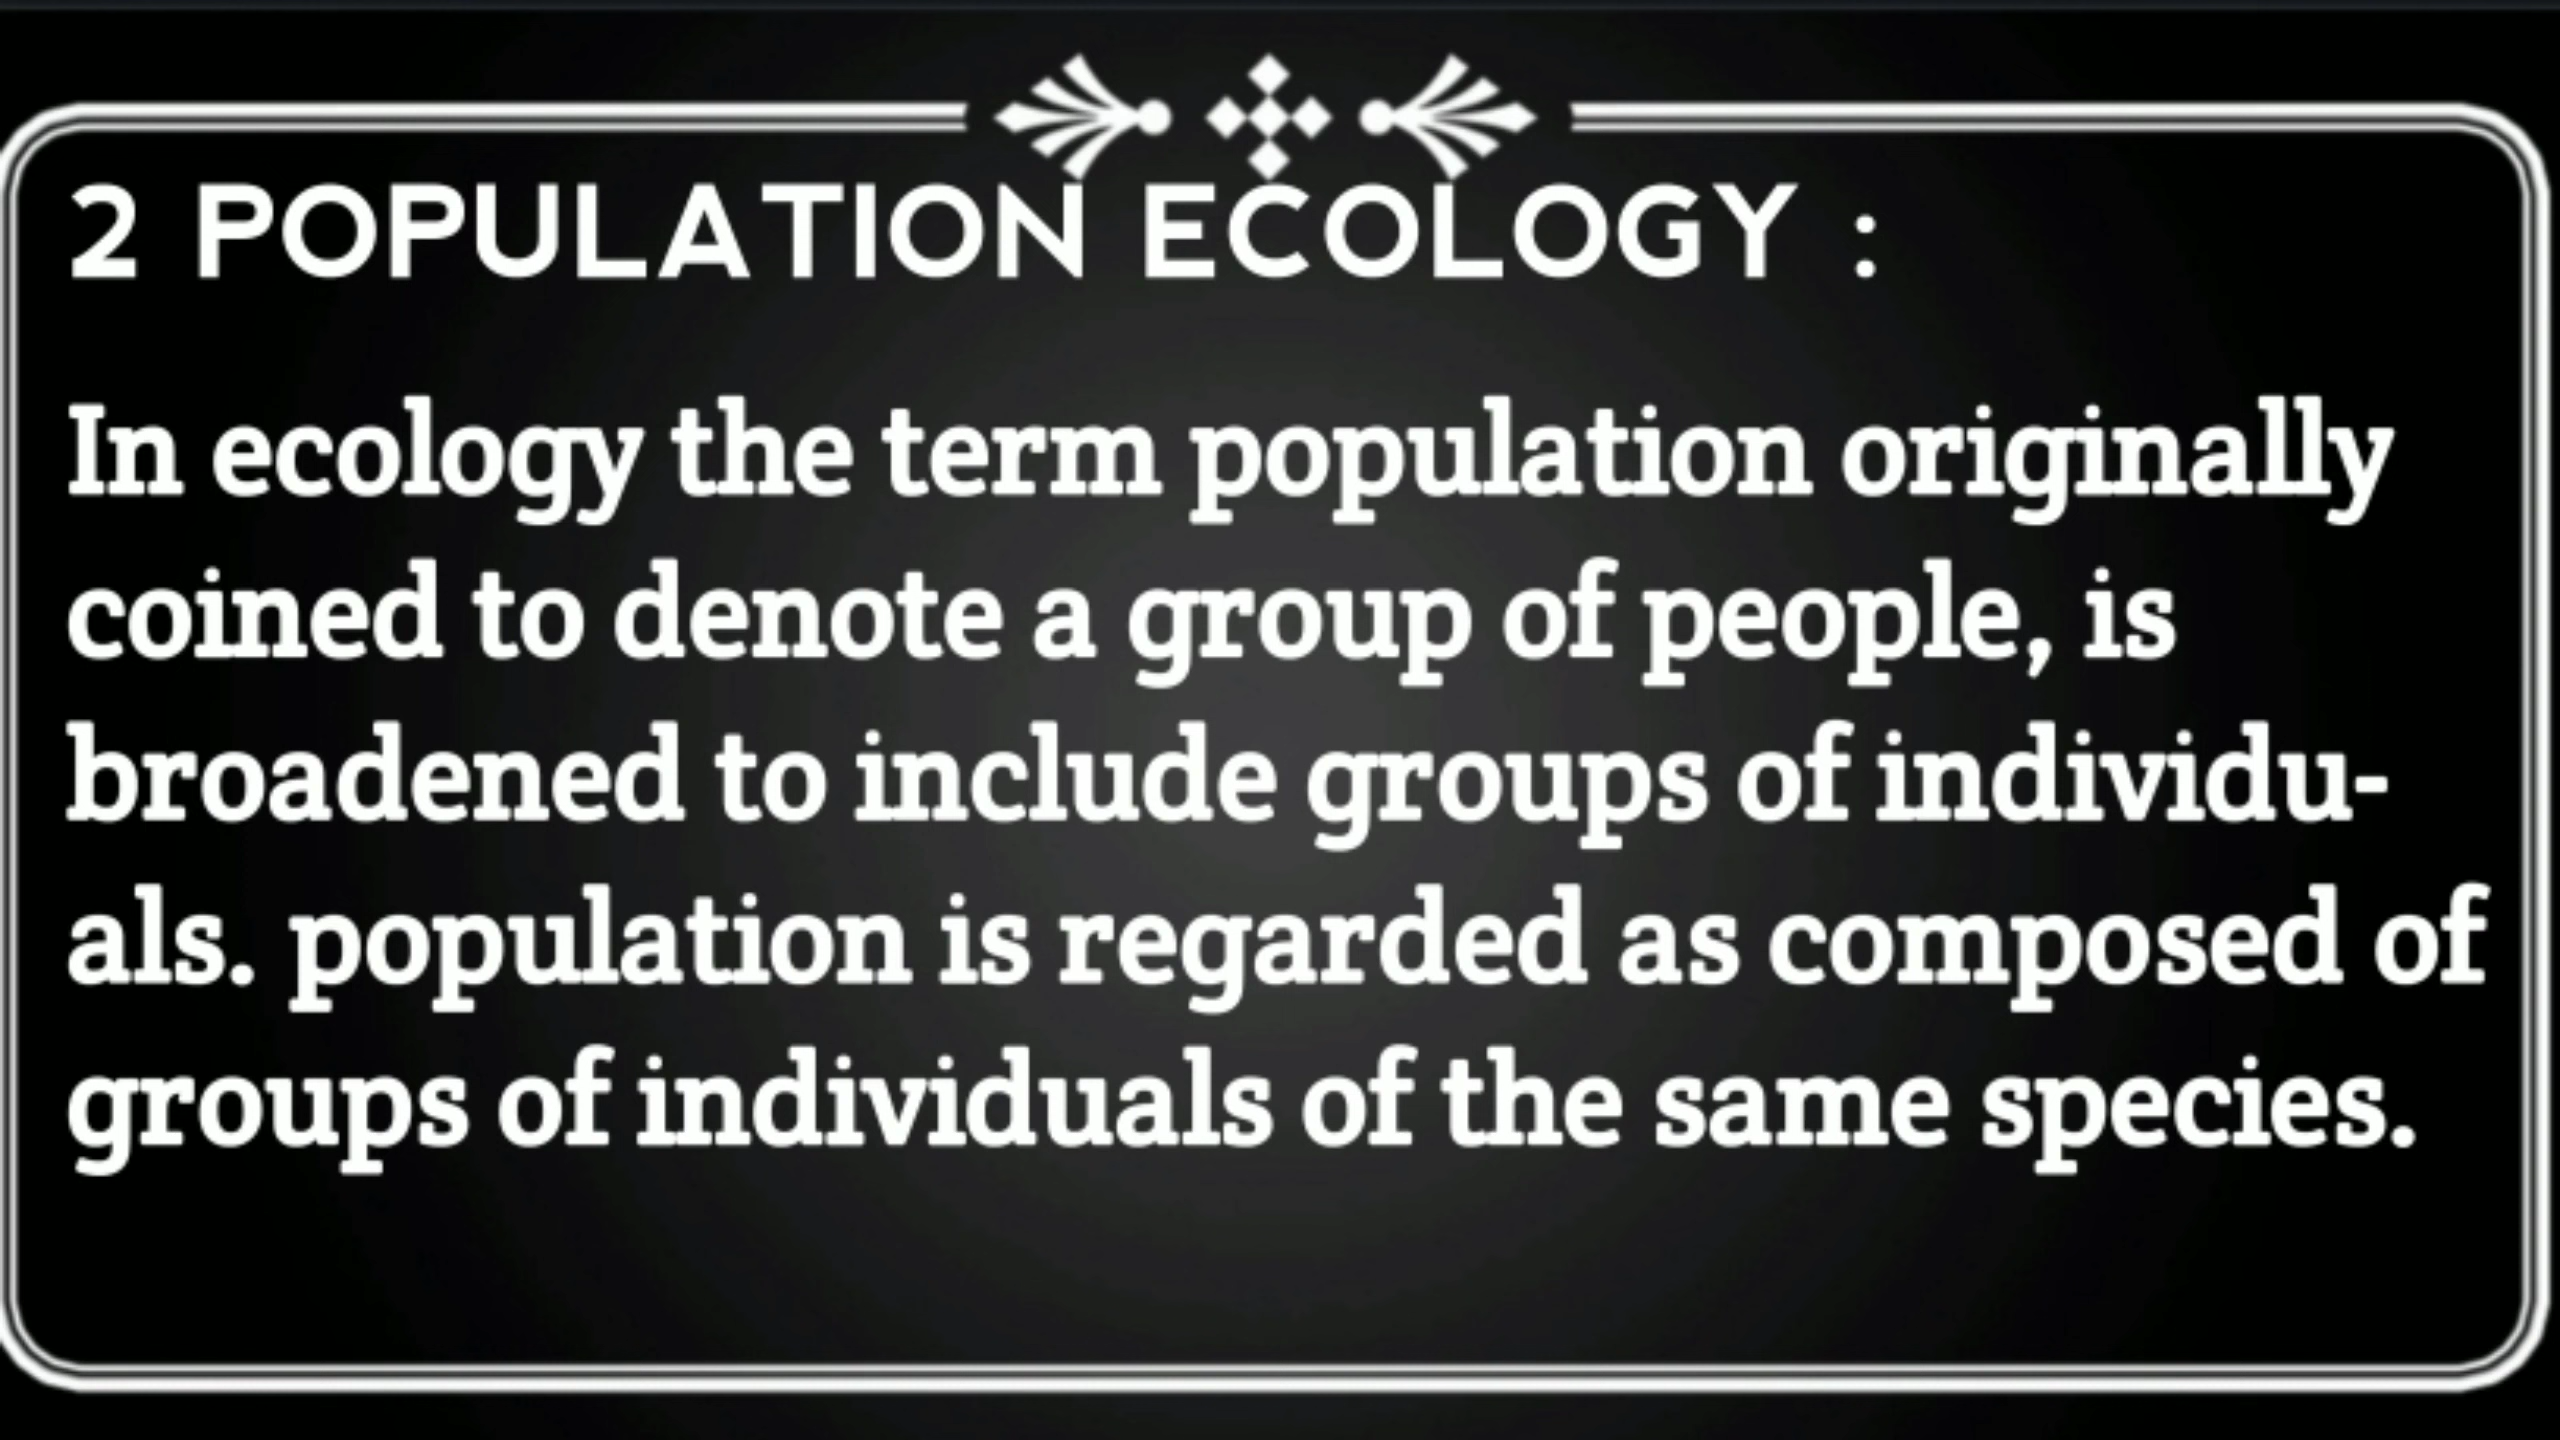 2 POPULATION ECOLOGY :
In ecology the term population originally
coined to denote a group of people, is
broadened to include groups of individu-
als. population is regarded as composed of
groups of individuals of the same species.